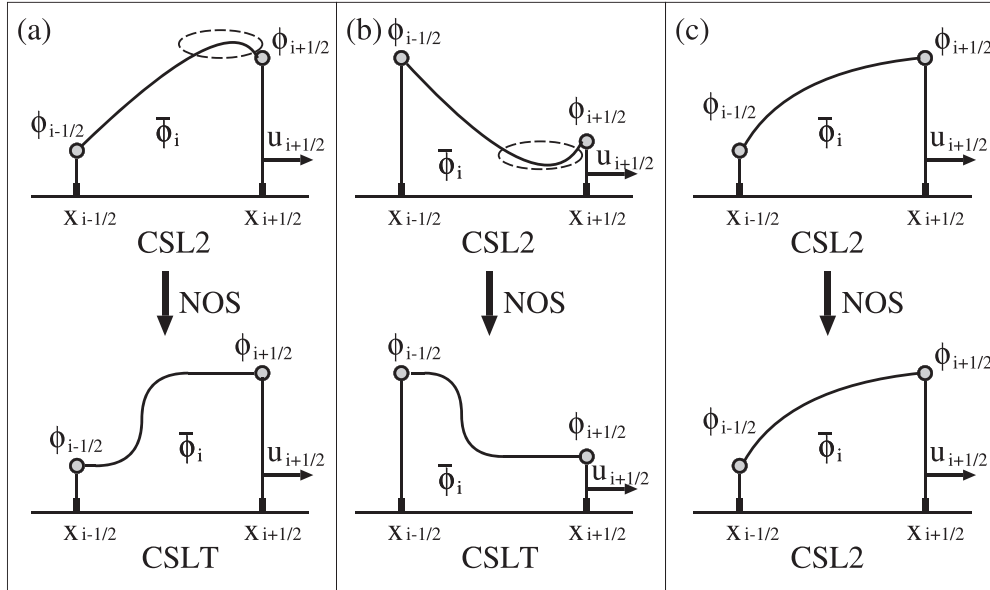 (a)
ϕi+1/2
ϕi-1/2
ϕ̄i
ui+1/2
xi-1/2
xi+1/2
CSL2
NOS
ϕi+1/2
ϕi-1/2
ϕ̄i
ui+1/2
xi-1/2
xi+1/2
CSLT
(b)
ϕi-1/2
ϕi+1/2
ϕ̄i
ui+1/2
xi-1/2
xi+1/2
CSL2
NOS
ϕi-1/2
ϕi+1/2
ϕ̄i
ui+1/2
xi-1/2
xi+1/2
CSLT
(c)
ϕi+1/2
ϕi-1/2
ϕ̄i
ui+1/2
xi-1/2
xi+1/2
CSL2
NOS
ϕi+1/2
ϕi-1/2
ϕ̄i
ui+1/2
xi-1/2
xi+1/2
CSL2